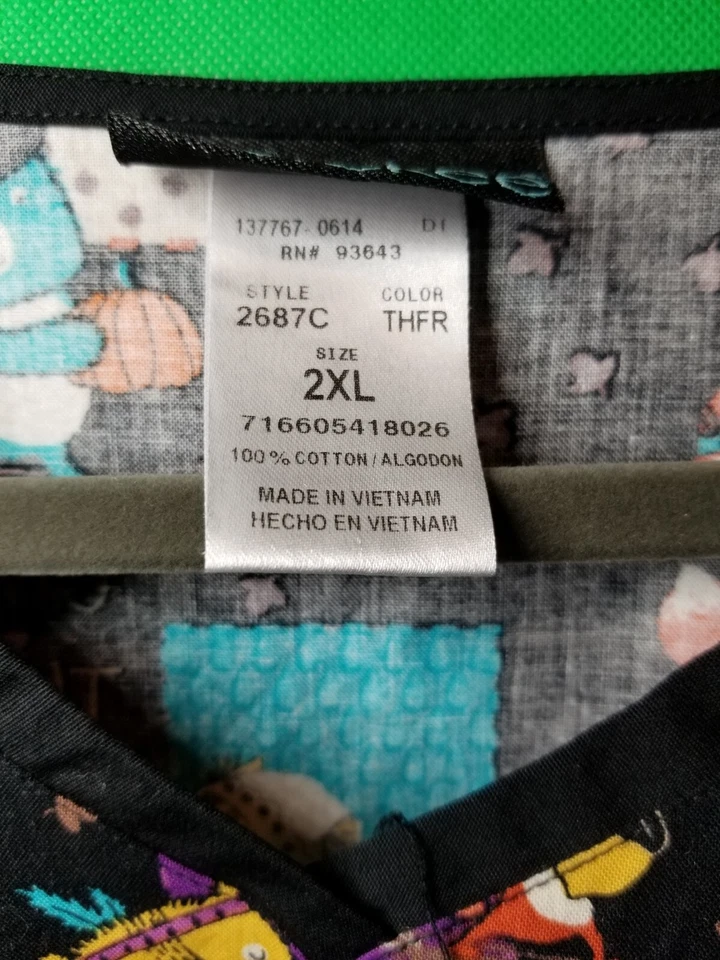 137767-0614 D1
RN# 93643
STYLE COLOR
2687C THFR
SIZE
2XL
716605418026
100% COTTON/ALGODON
MADE IN VIETNAM
HECHO EN VIETNAM